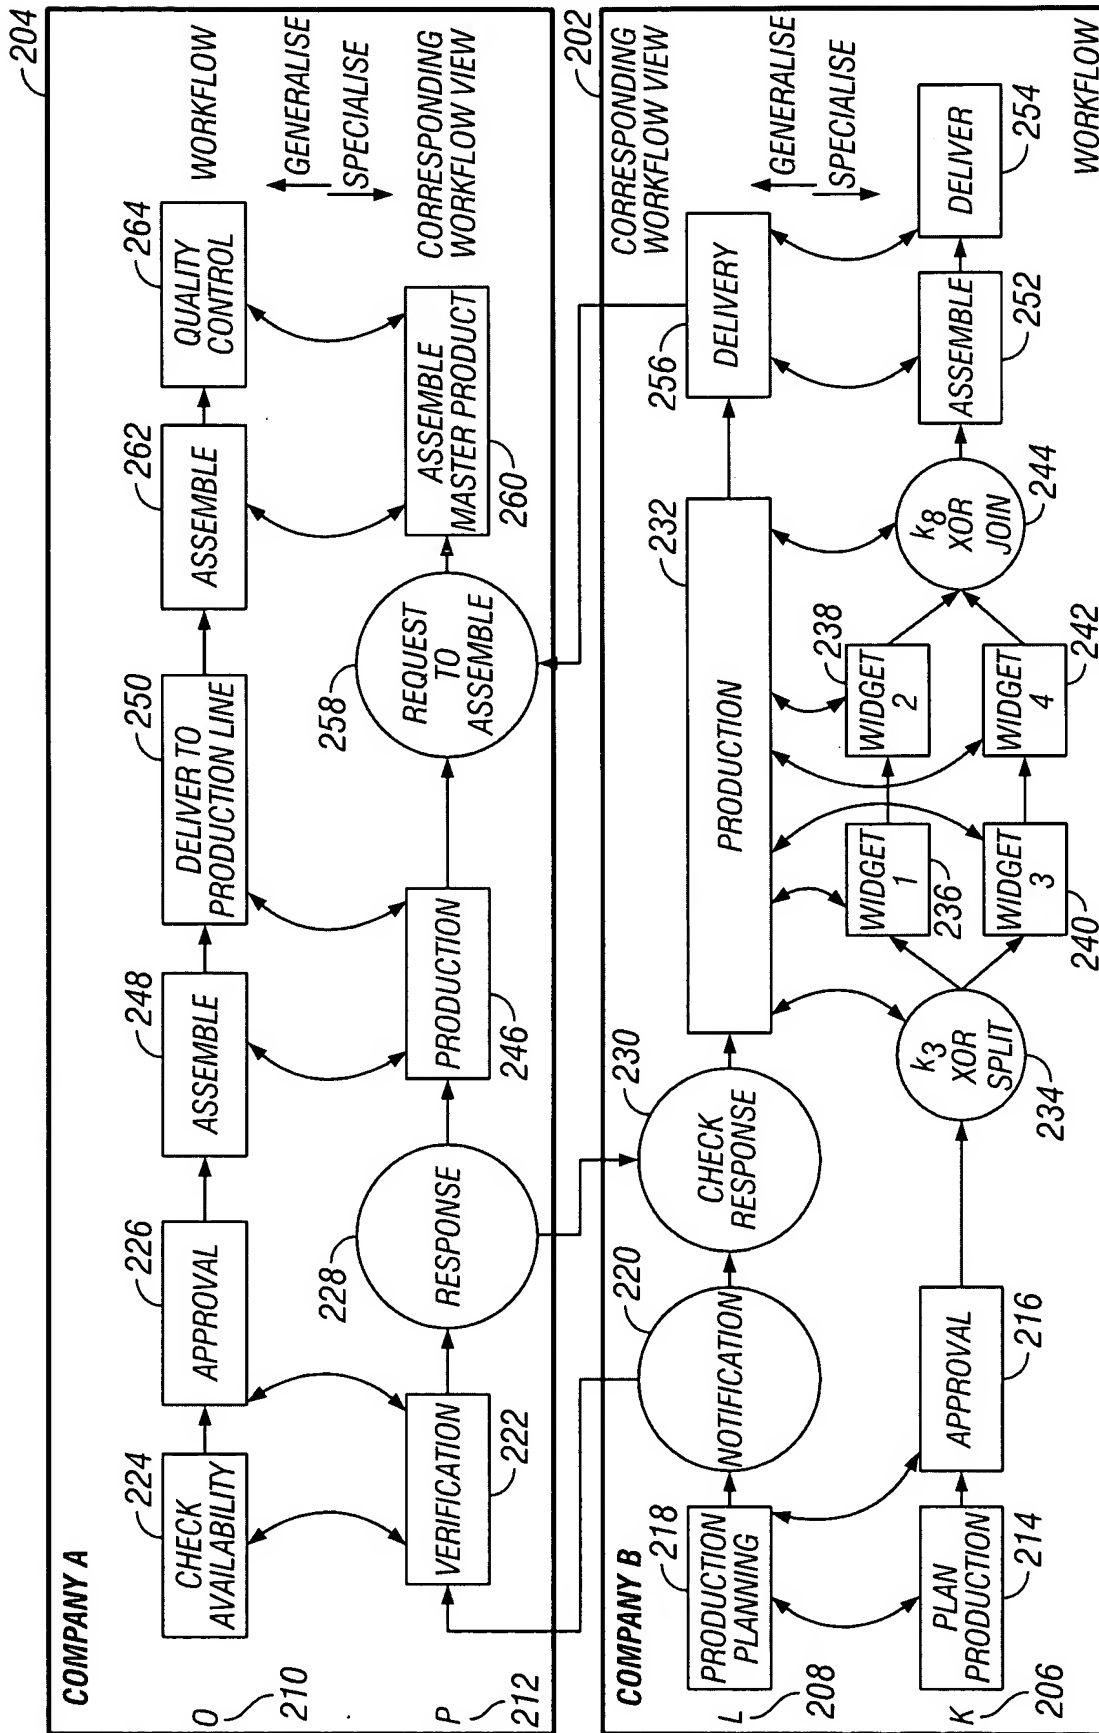 204
COMPANY A
O
210
224
CHECK
AVAILABILITY
226
APPROVAL
248
ASSEMBLE
250
DELIVER TO
PRODUCTION LINE
262
ASSEMBLE
264
QUALITY
CONTROL
WORKFLOW
GENERALISE
SPECIALISE
P
212
VERIFICATION
222
228
RESPONSE
PRODUCTION
246
258
REQUEST
TO
ASSEMBLE
ASSEMBLE
MASTER PRODUCT
260
CORRESPONDING
WORKFLOW VIEW
202
COMPANY B
L
208
218
PRODUCTION
PLANNING
220
NOTIFICATION
230
CHECK
RESPONSE
232
PRODUCTION
256
DELIVERY
CORRESPONDING
WORKFLOW VIEW
GENERALISE
SPECIALISE
K
206
PLAN
PRODUCTION
214
APPROVAL
216
k3
XOR
SPLIT
234
WIDGET
1
236
WIDGET
2
238
WIDGET
3
240
WIDGET
4
242
k8
XOR
JOIN
244
ASSEMBLE
252
DELIVER
254
WORKFLOW